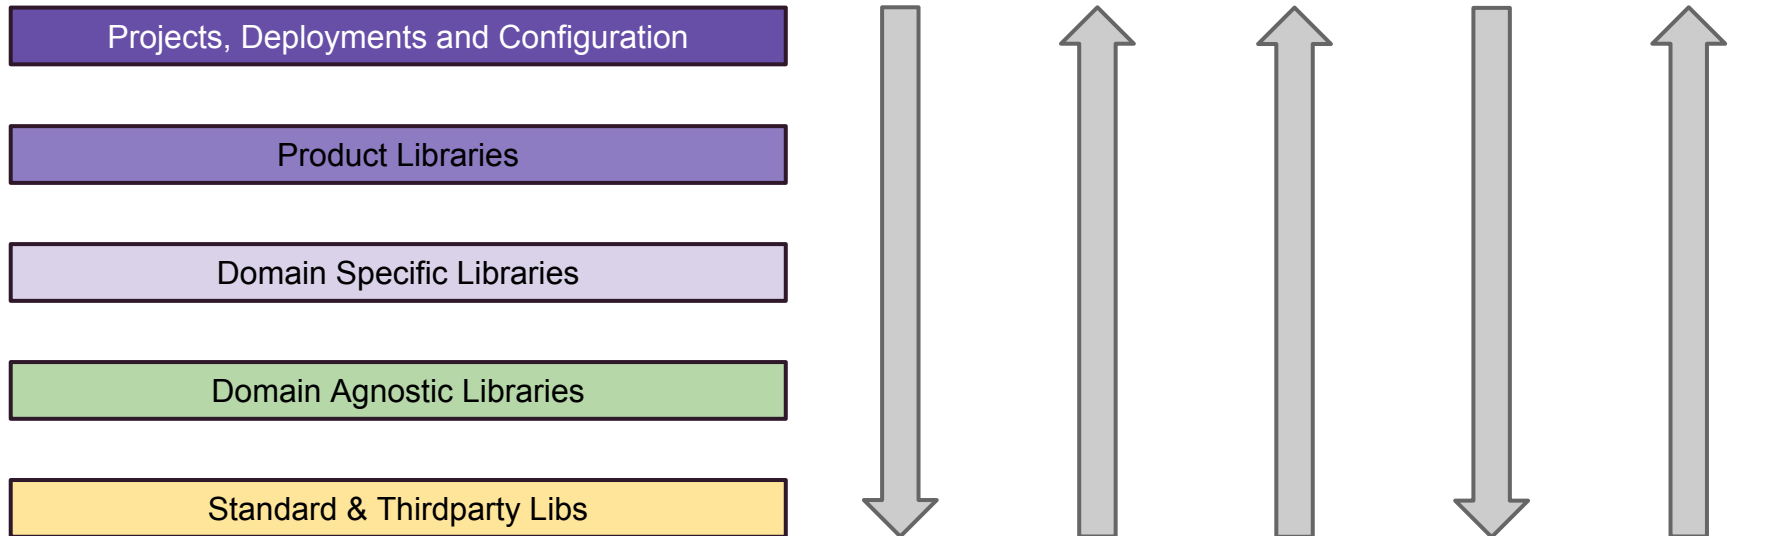 Projects, Deployments and Configuration
Product Libraries
Domain Specific Libraries
Domain Agnostic Libraries
Standard & Thirdparty Libs